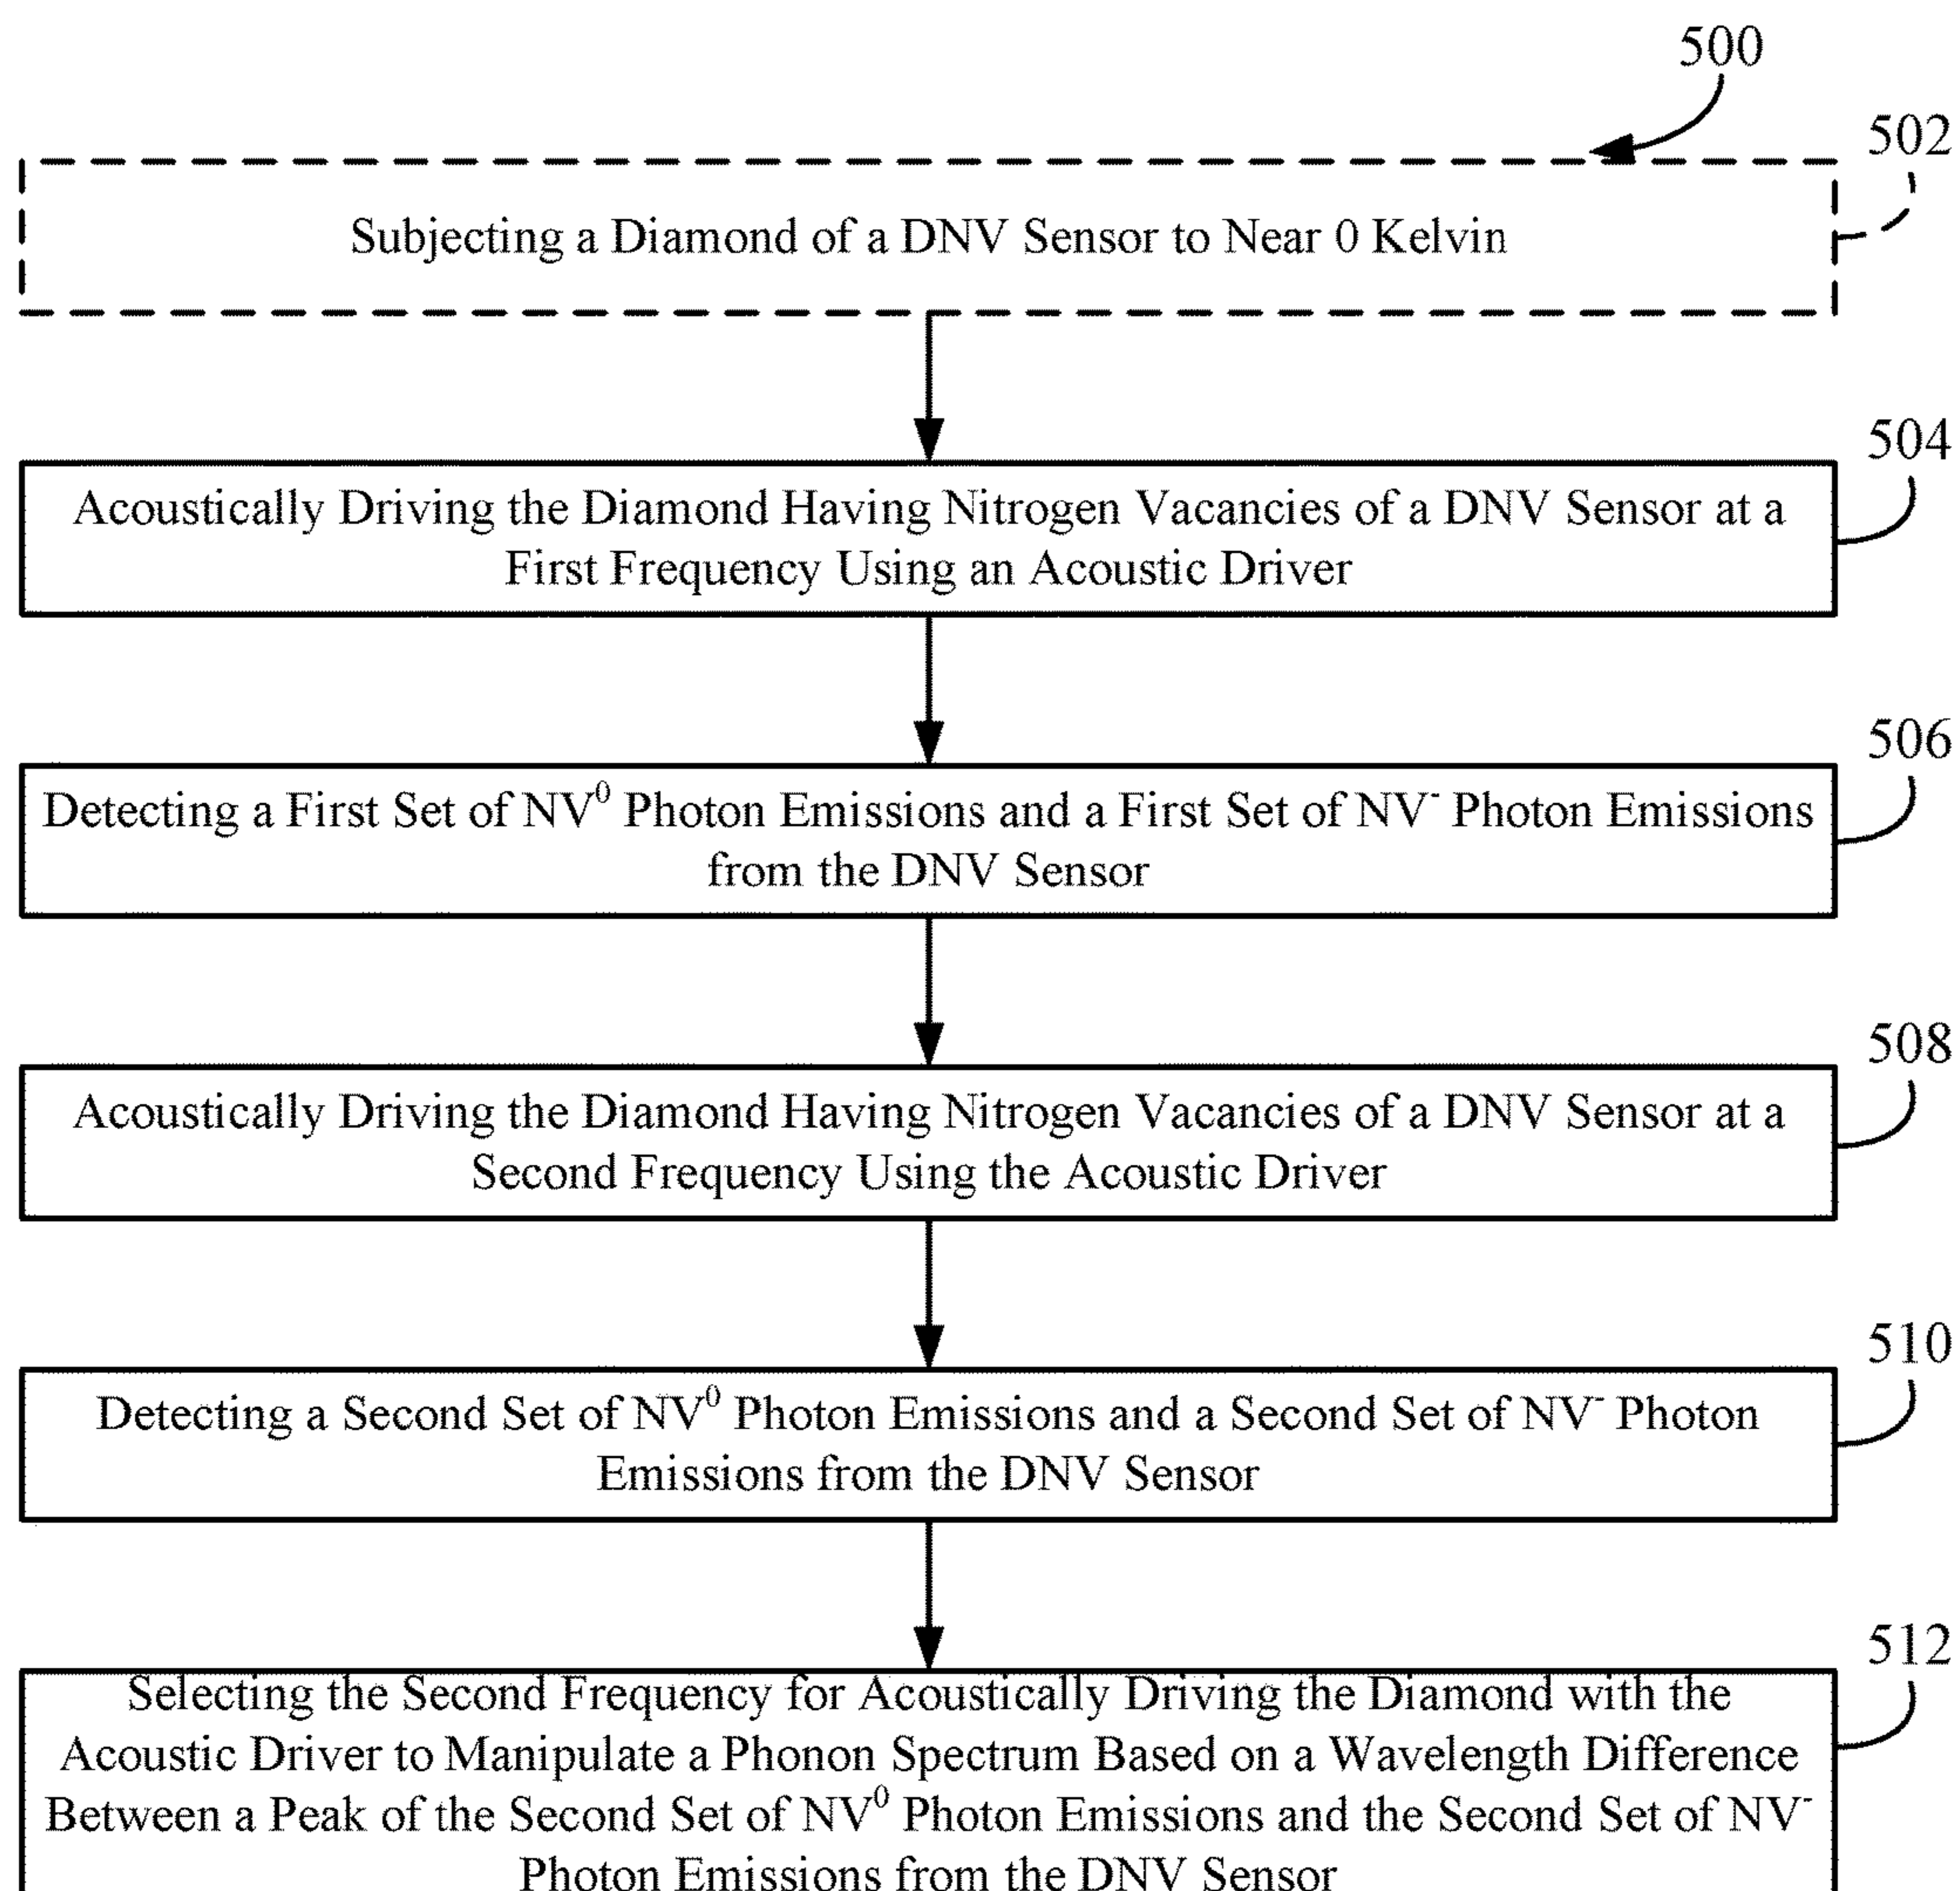 500
502
Subjecting a Diamond of a DNV Sensor to Near 0 Kelvin
504
Acoustically Driving the Diamond Having Nitrogen Vacancies of a DNV Sensor at a
First Frequency Using an Acoustic Driver
506
Detecting a First Set of NV⁰ Photon Emissions and a First Set of NV⁻ Photon Emissions
from the DNV Sensor
508
Acoustically Driving the Diamond Having Nitrogen Vacancies of a DNV Sensor at a
Second Frequency Using the Acoustic Driver
510
Detecting a Second Set of NV⁰ Photon Emissions and a Second Set of NV⁻ Photon
Emissions from the DNV Sensor
512
Selecting the Second Frequency for Acoustically Driving the Diamond with the
Acoustic Driver to Manipulate a Phonon Spectrum Based on a Wavelength Difference
Between a Peak of the Second Set of NV⁰ Photon Emissions and the Second Set of NV⁻
Photon Emissions from the DNV Sensor